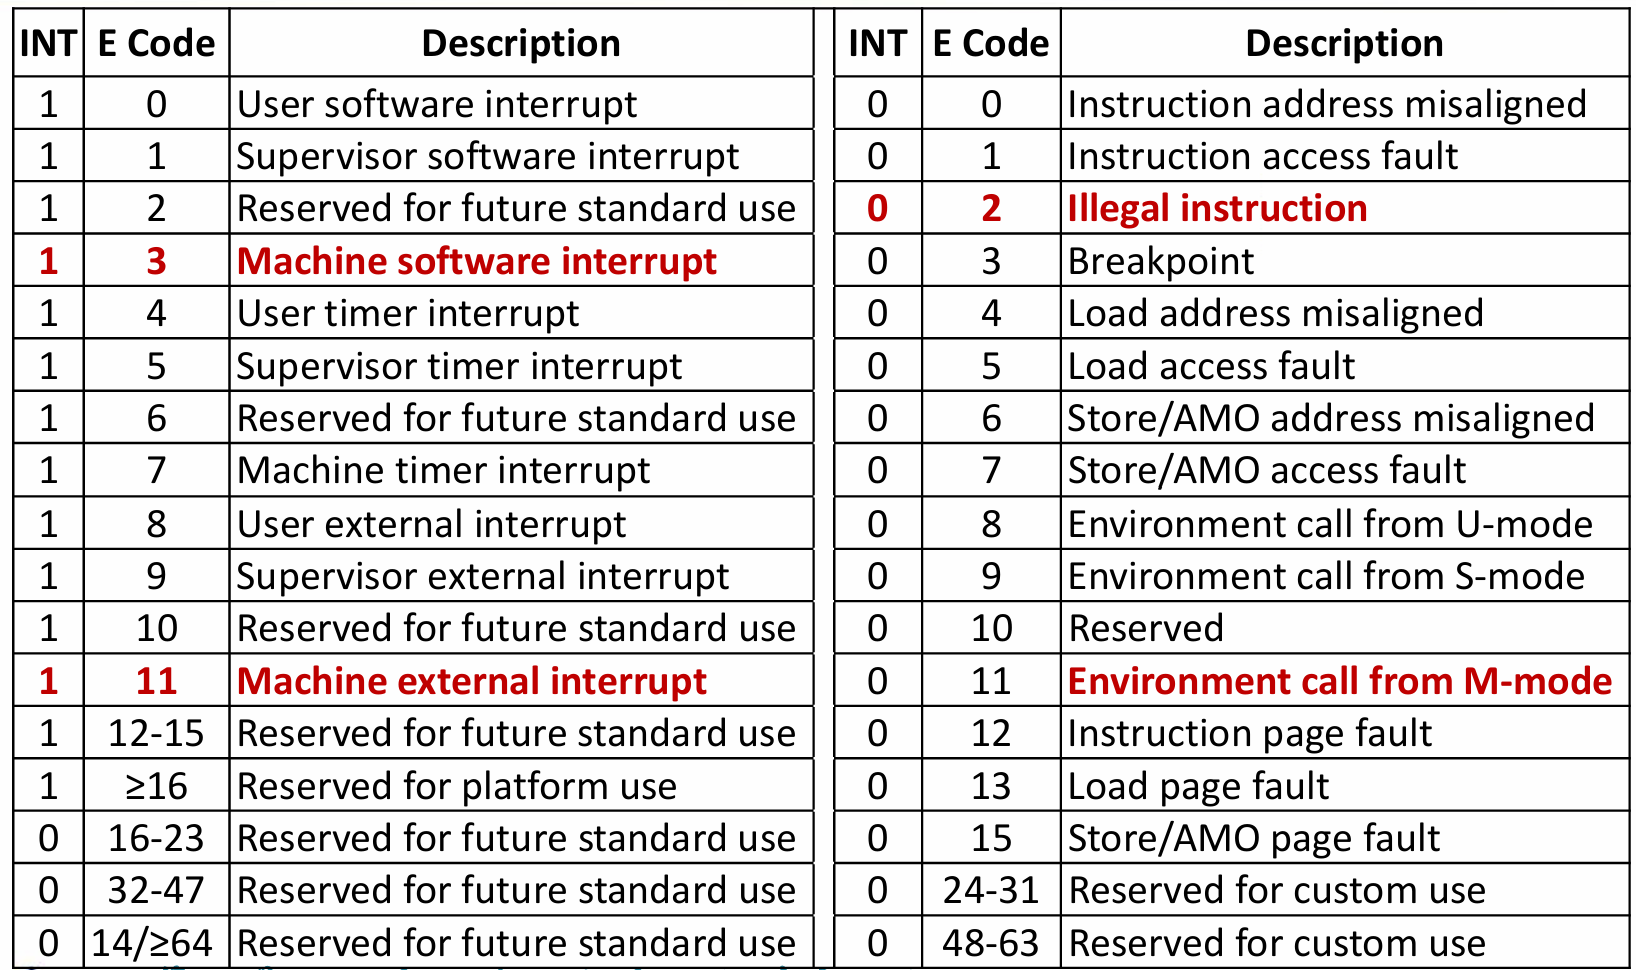 INT E Code Description INT E Code Description
1 0 User software interrupt 0 0 Instruction address misaligned
1 1 Supervisor software interrupt 0 1 Instruction access fault
1 2 Reserved for future standard use 0 2 Illegal instruction
1 3 Machine software interrupt 0 3 Breakpoint
1 4 User timer interrupt 0 4 Load address misaligned
1 5 Supervisor timer interrupt 0 5 Load access fault
1 6 Reserved for future standard use 0 6 Store/AMO address misaligned
1 7 Machine timer interrupt 0 7 Store/AMO access fault
1 8 User external interrupt 0 8 Environment call from U-mode
1 9 Supervisor external interrupt 0 9 Environment call from S-mode
1 10 Reserved for future standard use 0 10 Reserved
1 11 Machine external interrupt 0 11 Environment call from M-mode
1 12-15 Reserved for future standard use 0 12 Instruction page fault
1 ≥16 Reserved for platform use 0 13 Load page fault
0 16-23 Reserved for future standard use 0 15 Store/AMO page fault
0 32-47 Reserved for future standard use 0 24-31 Reserved for custom use
0 14/≥64 Reserved for future standard use 0 48-63 Reserved for custom use